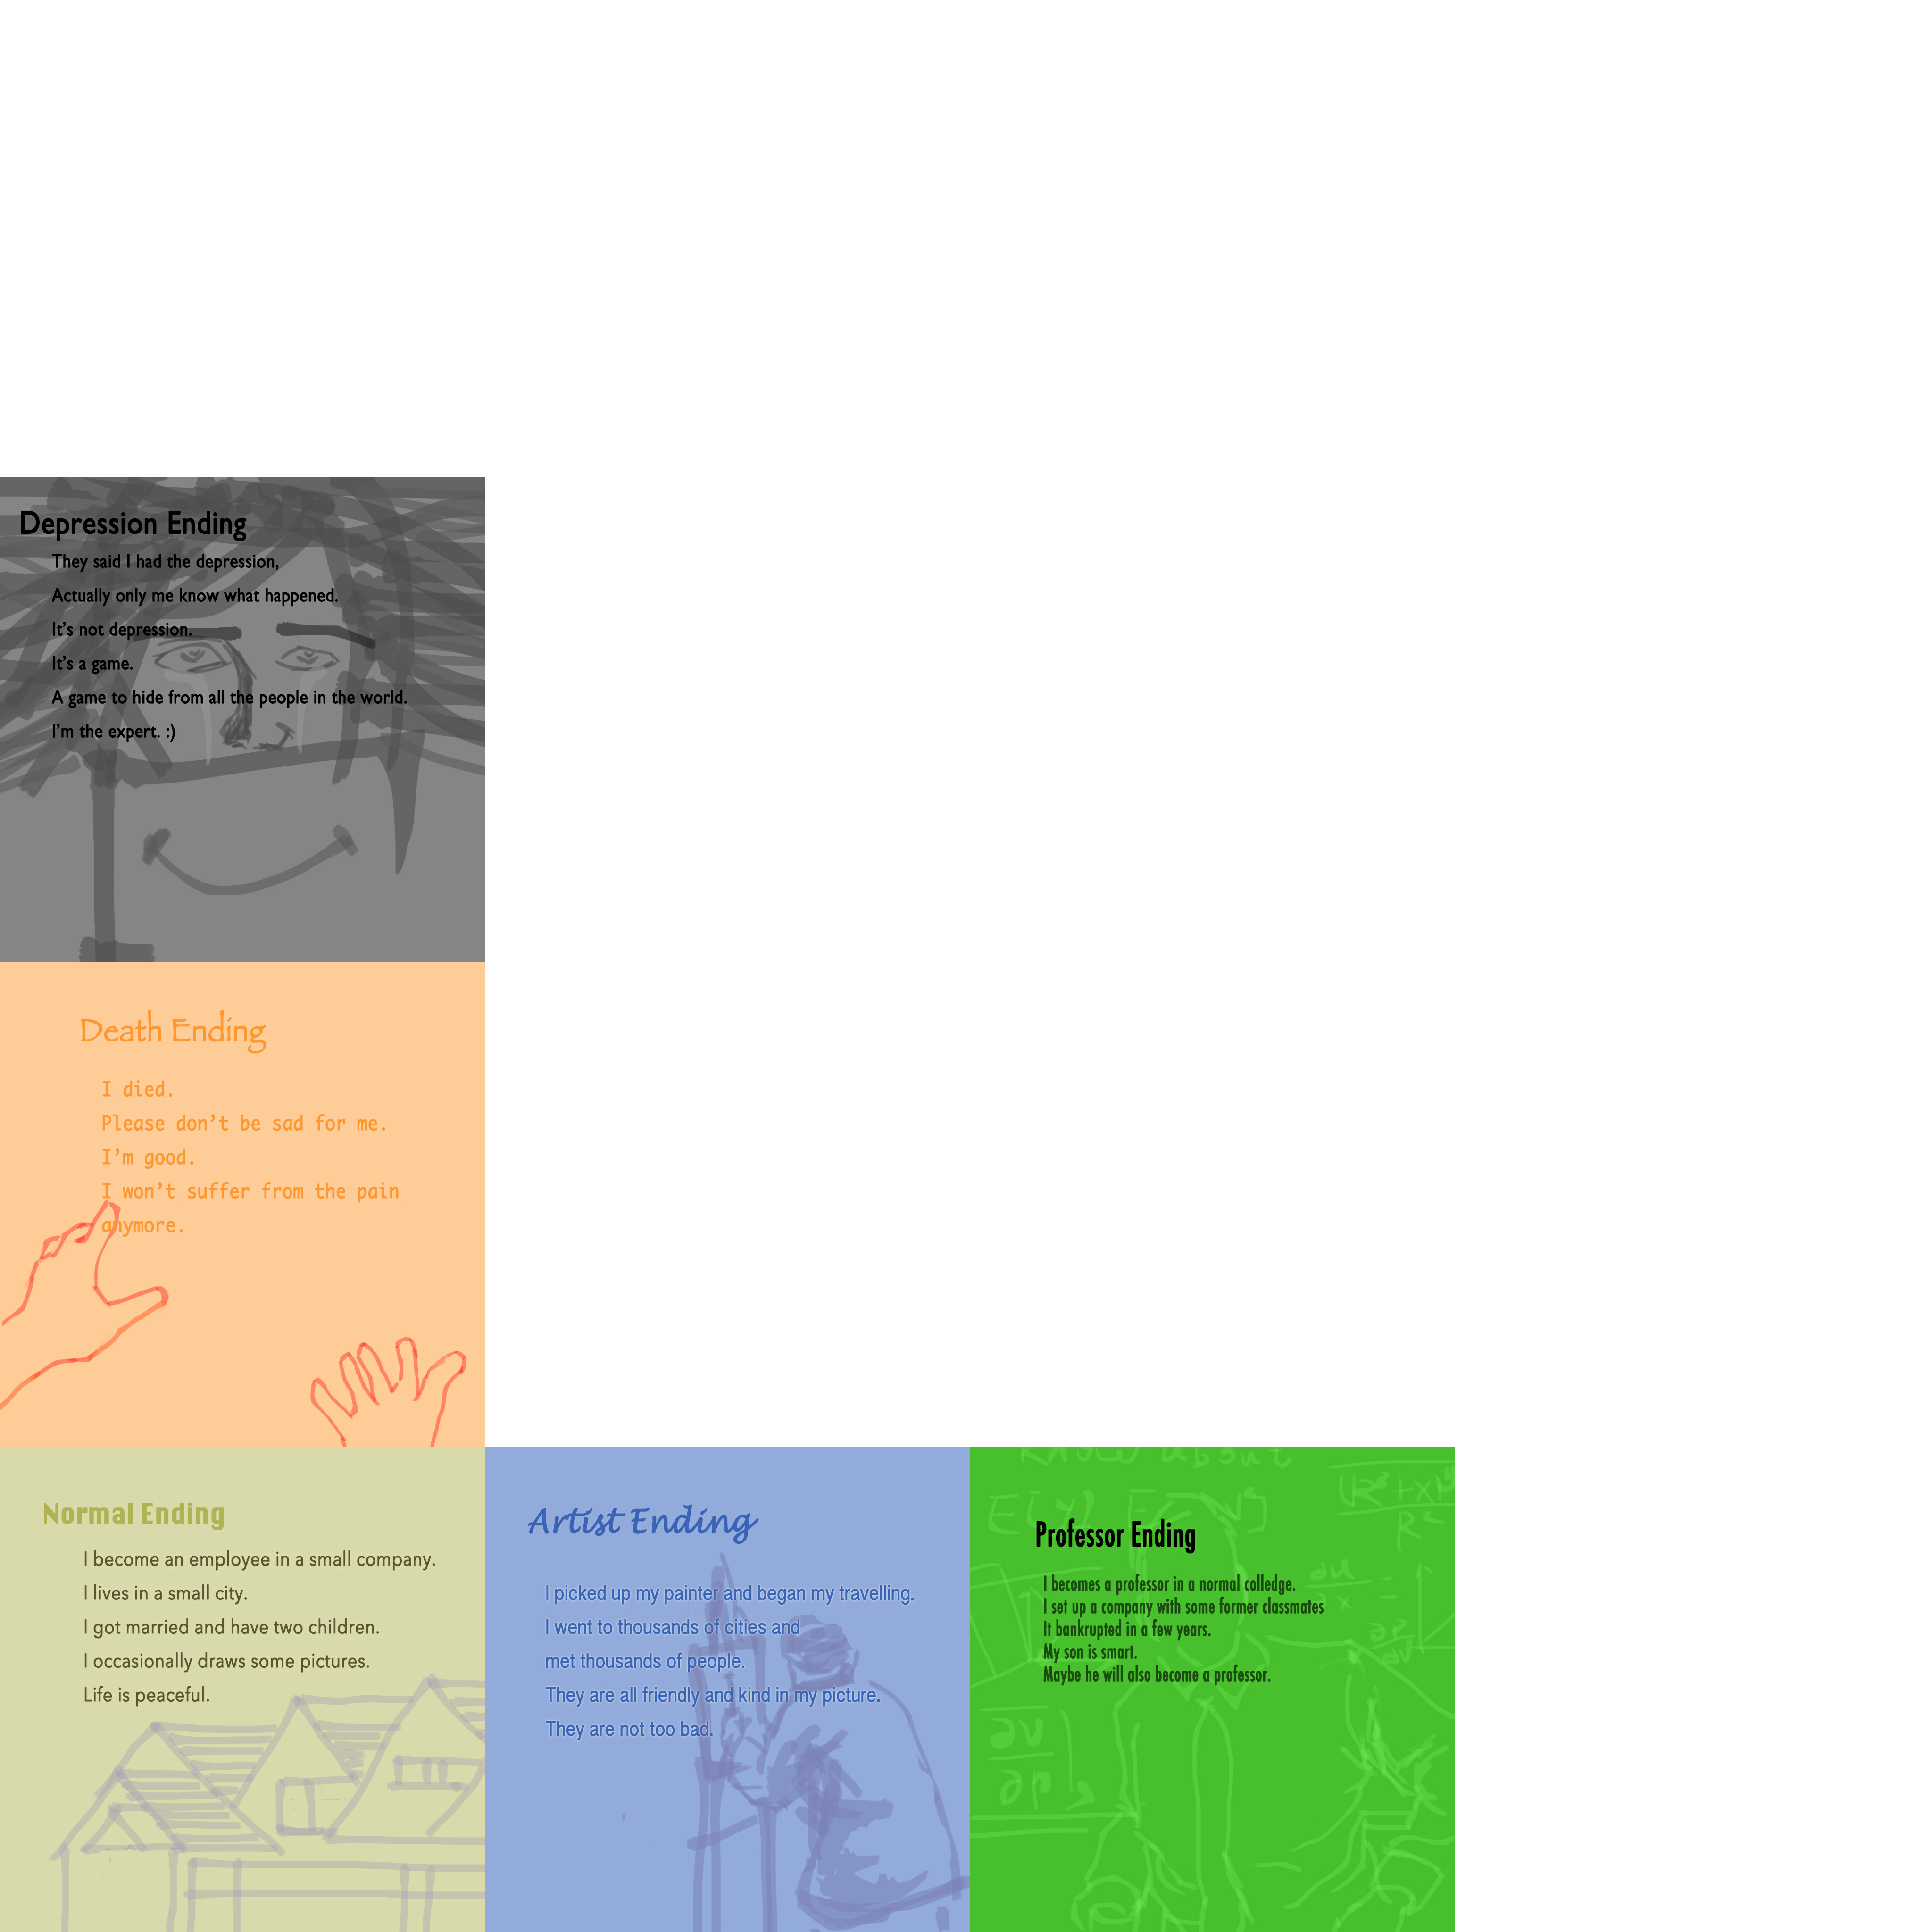 Depression Ending
They said I had the depression,
Actually only me know what happened.
It's not depression.
It's a game.
A game to hide from all the people in the world.
I'm the expert. :)
Death Ending
I died.
Please don't be sad for me.
I'm good.
I won't suffer from the pain
anymore.
Normal Ending
I become an employee in a small company.
I lives in a small city.
I got married and have two children.
I occasionally draws some pictures.
Life is peaceful.
Artist Ending
I picked up my painter and began my travelling.
I went to thousands of cities and
met thousands of people.
They are all friendly and kind in my picture.
They are not too bad.
know about
Professor Ending
I becomes a professor in a normal colledge.
I set up a company with some former classmates
It bankrupted in a few years.
My son is smart.
Maybe he will also become a professor.